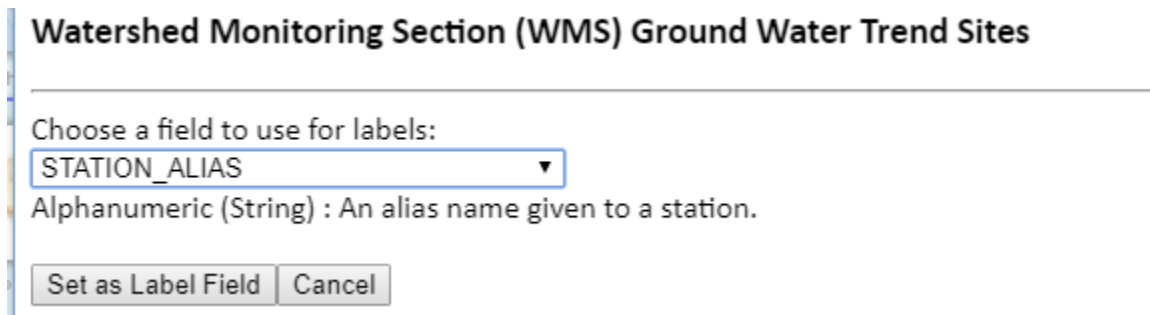 Watershed Monitoring Section (WMS) Ground Water Trend Sites
Choose a field to use for labels:
STATION_ALIAS
Alphanumeric (String) : An alias name given to a station.
Set as Label Field Cancel